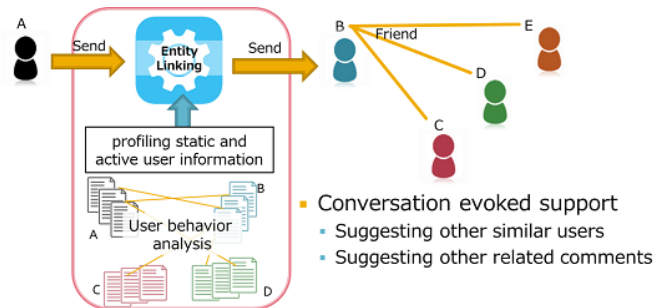 A
Send
Entity
Linking
Send
B
Friend
E
D
C
profiling static and
active user information
B
A
User behavior
analysis
C
D
Conversation evoked support
Suggesting other similar users
Suggesting other related comments